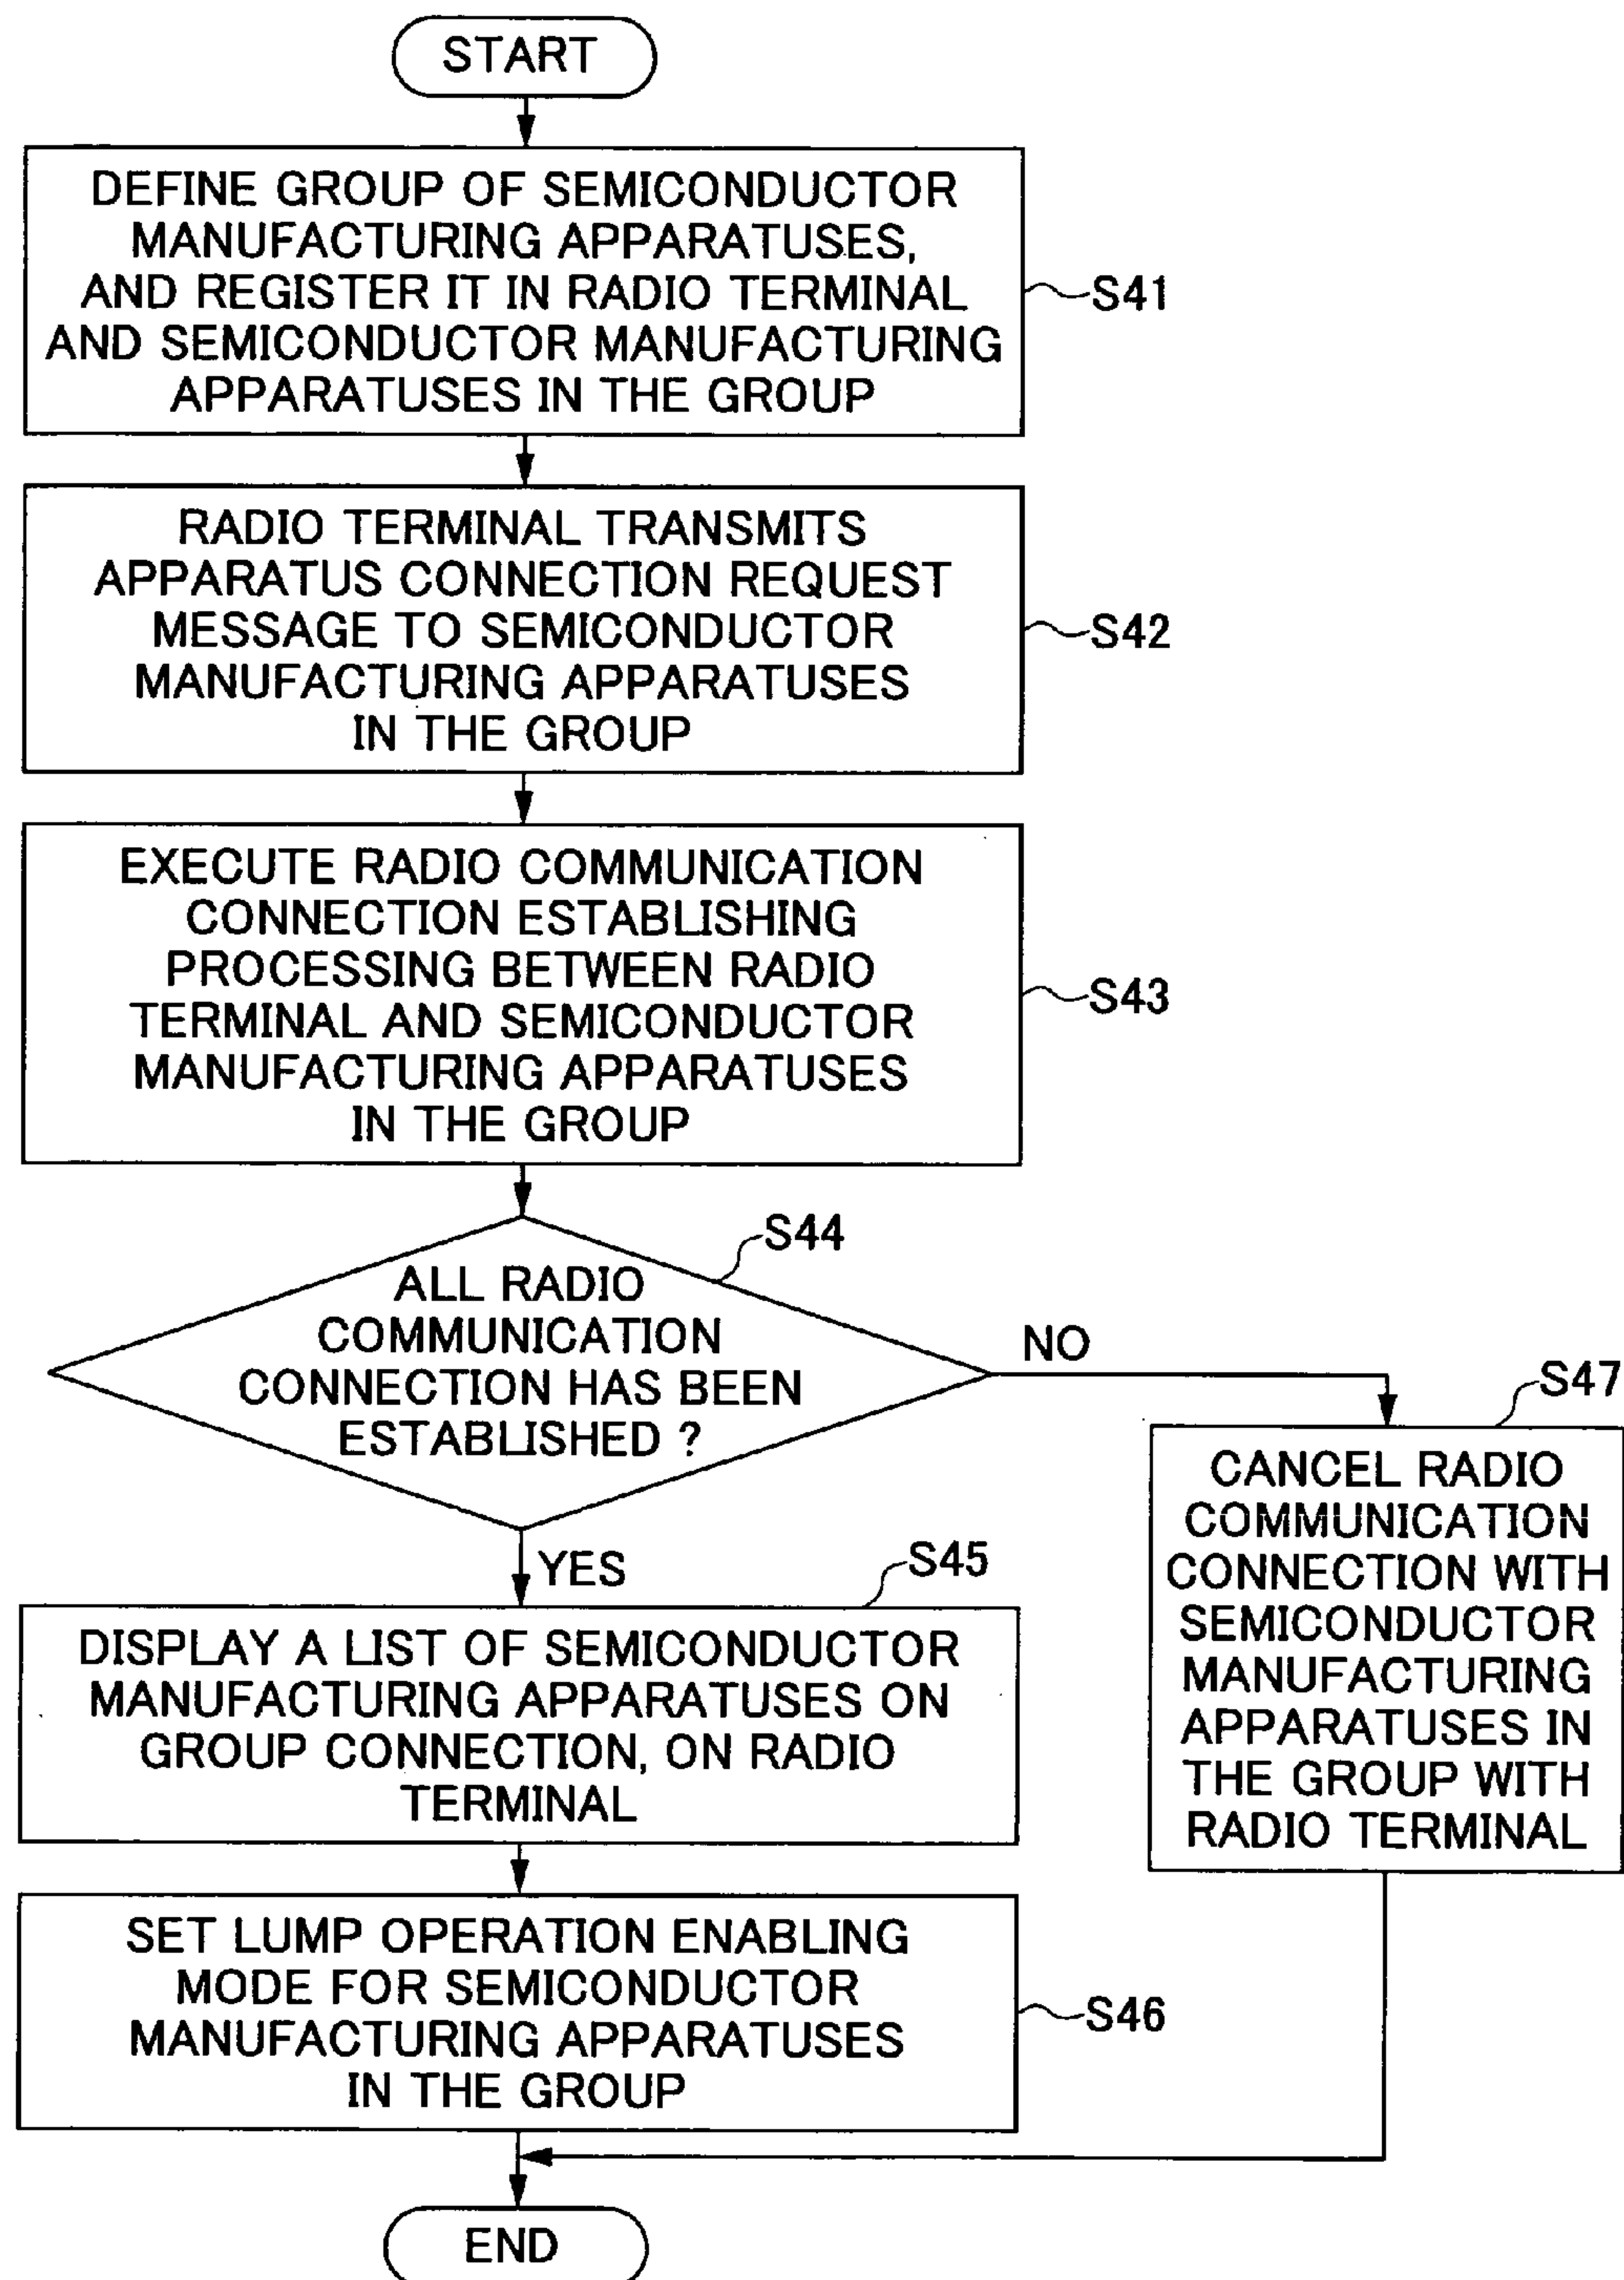 START
DEFINE GROUP OF SEMICONDUCTOR
MANUFACTURING APPARATUSES,
AND REGISTER IT IN RADIO TERMINAL
AND SEMICONDUCTOR MANUFACTURING
APPARATUSES IN THE GROUP
S41
RADIO TERMINAL TRANSMITS
APPARATUS CONNECTION REQUEST
MESSAGE TO SEMICONDUCTOR
MANUFACTURING APPARATUSES
IN THE GROUP
S42
EXECUTE RADIO COMMUNICATION
CONNECTION ESTABLISHING
PROCESSING BETWEEN RADIO
TERMINAL AND SEMICONDUCTOR
MANUFACTURING APPARATUSES
IN THE GROUP
S43
S44
ALL RADIO
COMMUNICATION
CONNECTION HAS BEEN
ESTABLISHED ?
NO
YES
S47
CANCEL RADIO
COMMUNICATION
CONNECTION WITH
SEMICONDUCTOR
MANUFACTURING
APPARATUSES IN
THE GROUP WITH
RADIO TERMINAL
S45
DISPLAY A LIST OF SEMICONDUCTOR
MANUFACTURING APPARATUSES ON
GROUP CONNECTION, ON RADIO
TERMINAL
SET LUMP OPERATION ENABLING
MODE FOR SEMICONDUCTOR
MANUFACTURING APPARATUSES
IN THE GROUP
S46
END